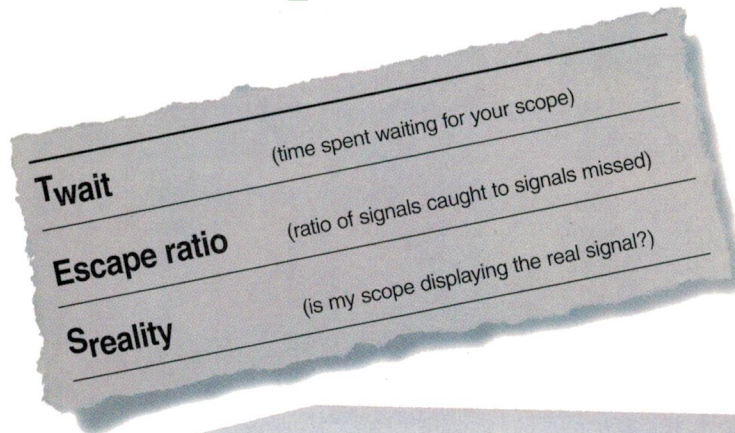 Twait (time spent waiting for your scope)
Escape ratio (ratio of signals caught to signals missed)
Sreality (is my scope displaying the real signal?)